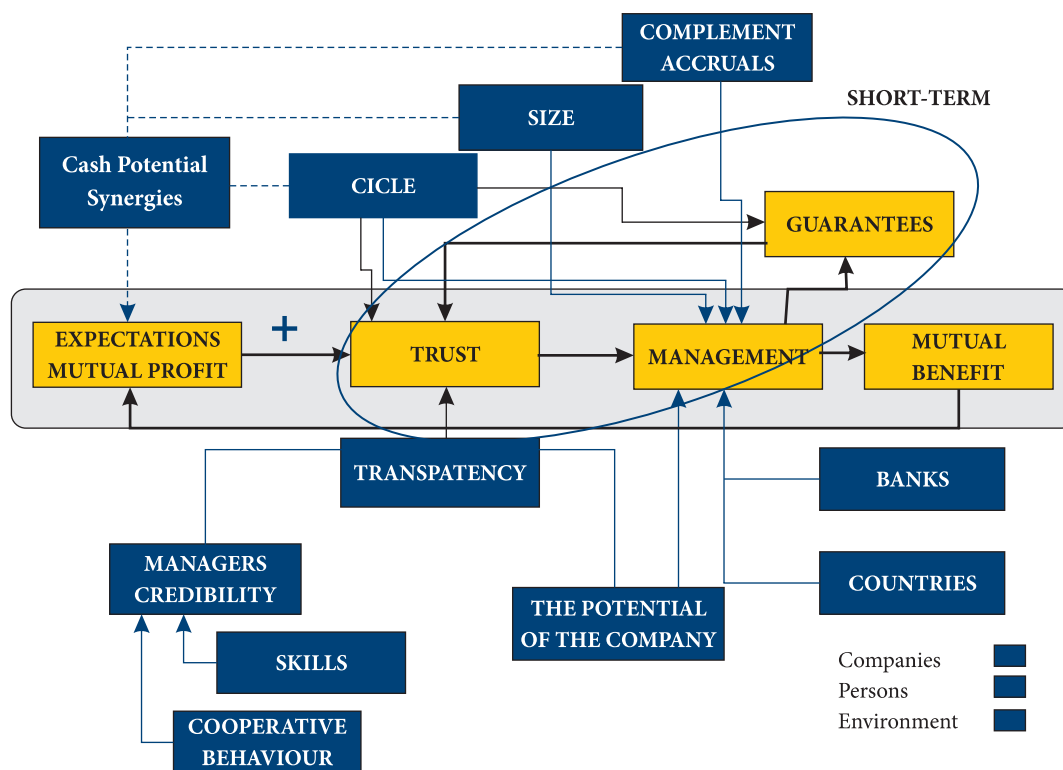 COMPLEMENT
ACCRUALS
SHORT-TERM
SIZE
Cash Potential
Synergies
CICLE
GUARANTEES
+
EXPECTATIONS
MUTUAL PROFIT
TRUST
MANAGEMENT
MUTUAL
BENEFIT
TRANSPATENCY
BANKS
MANAGERS
CREDIBILITY
COUNTRIES
THE POTENTIAL
OF THE COMPANY
SKILLS
COOPERATIVE
BEHAVIOUR
Companies
Persons
Environment